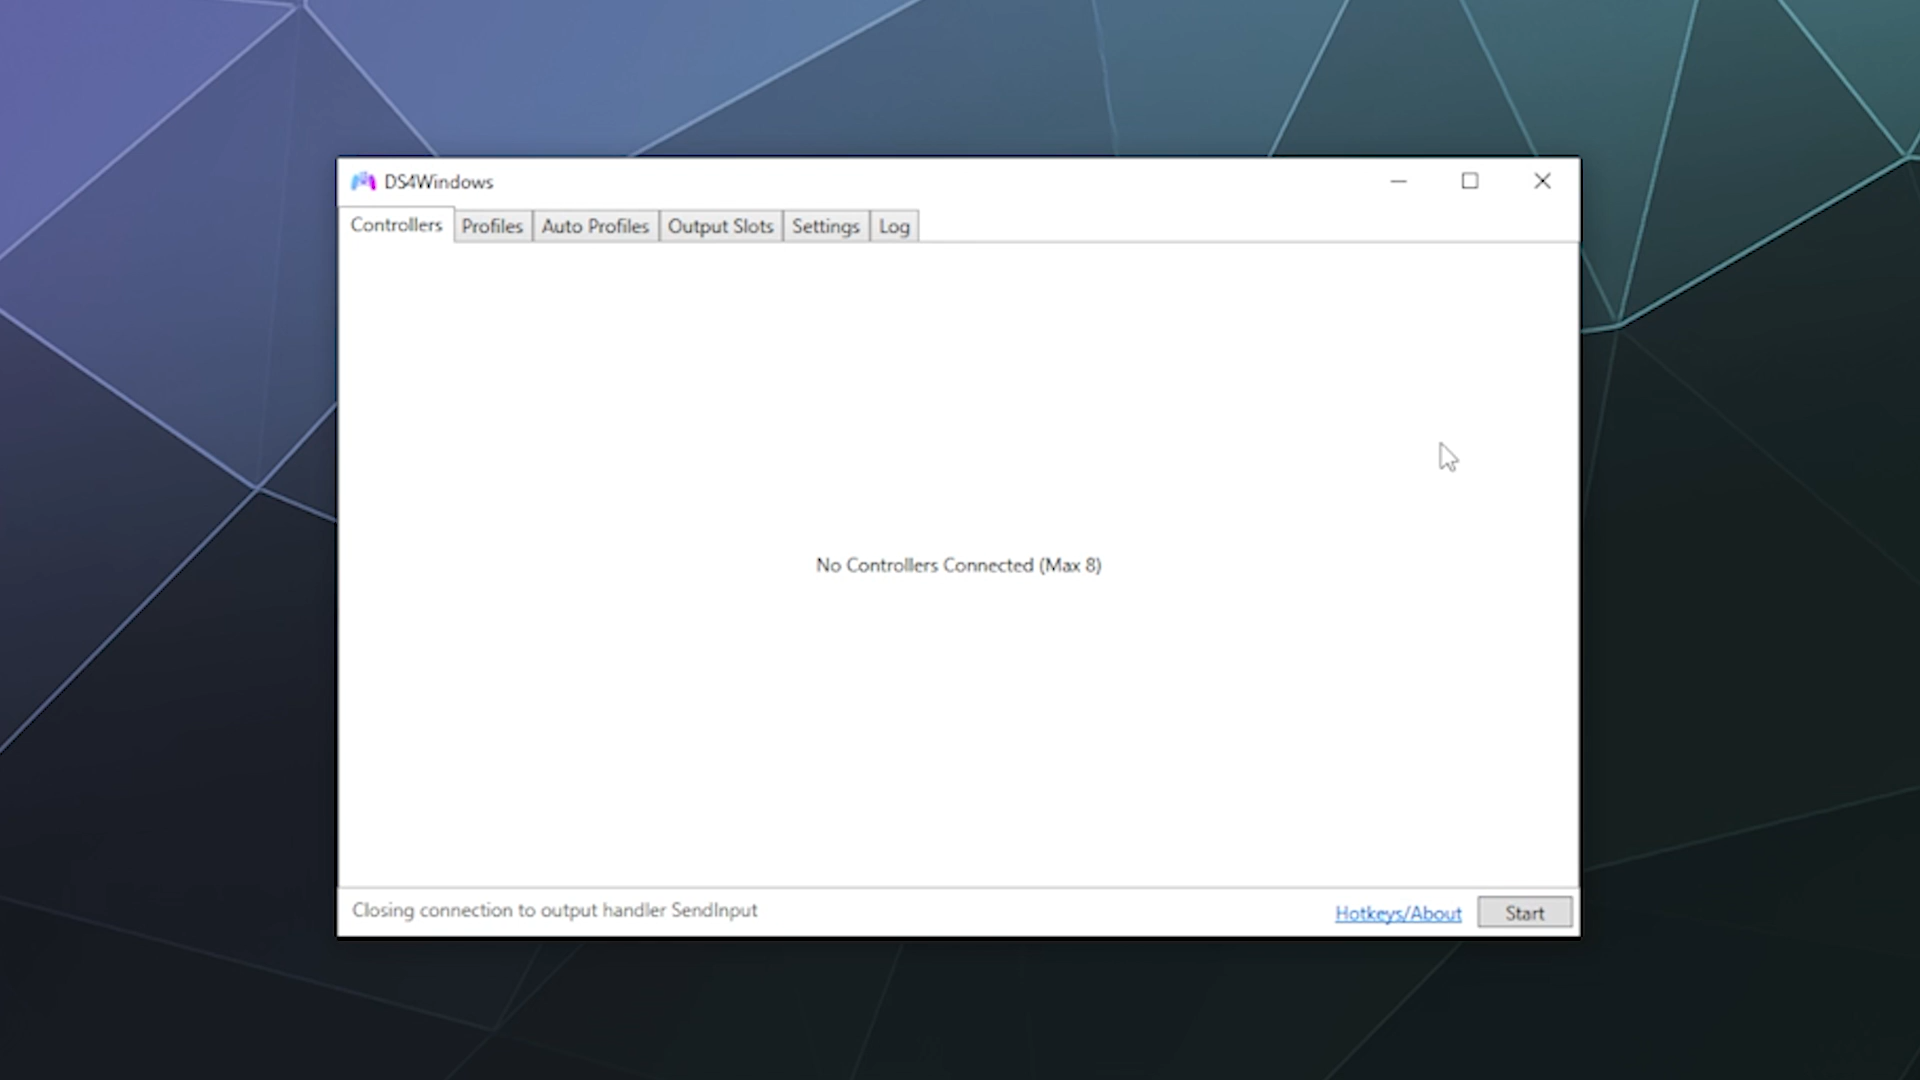 DS4Windows
Controllers Profiles Auto Profiles Output Slots Settings Log
No Controllers Connected (Max 8)
Closing connection to output handler SendInput Hotkeys/About Start